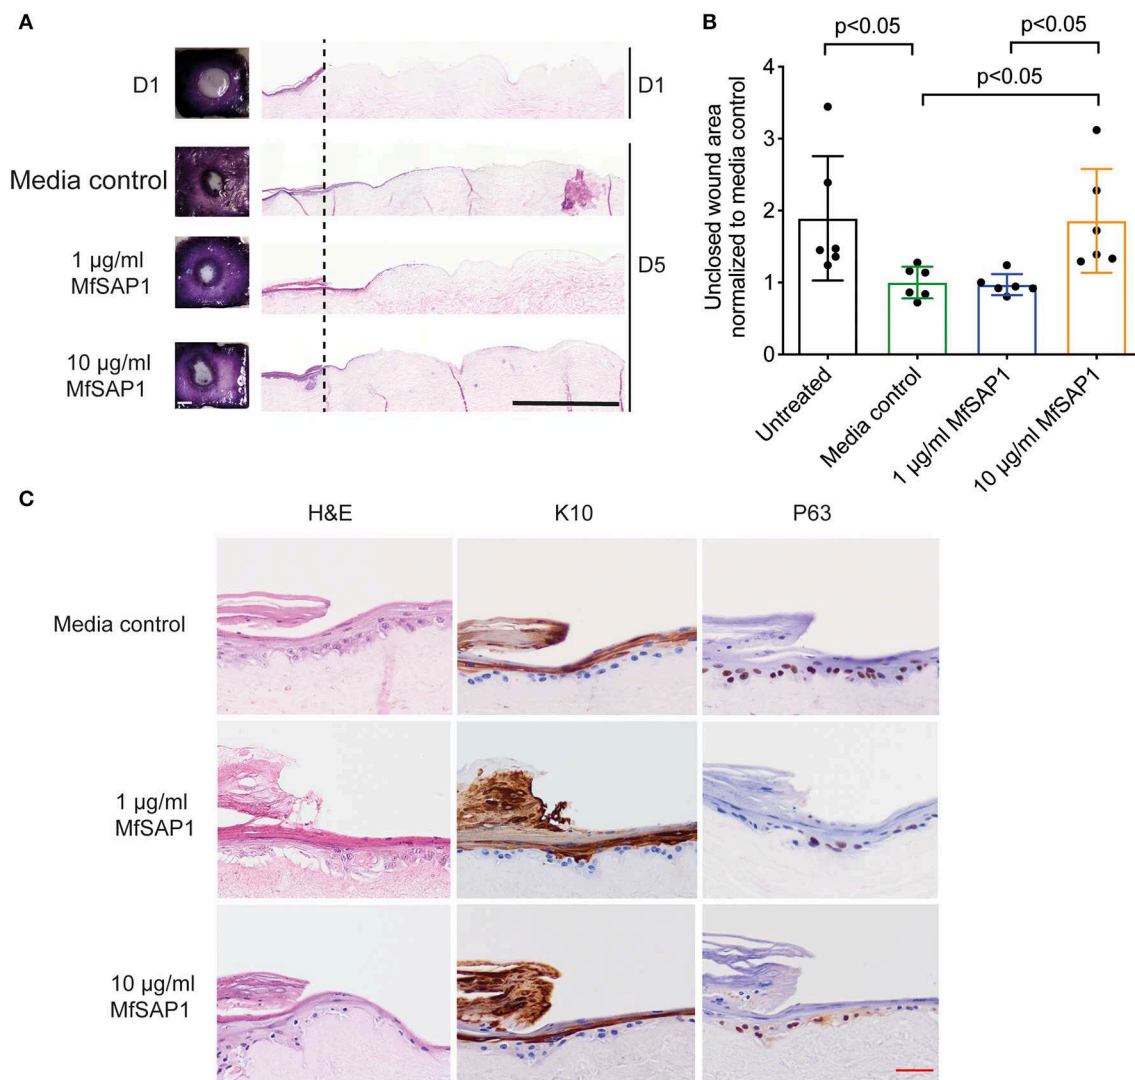 A
D1
D1
Media control
1 µg/ml
MfSAP1
D5
10 µg/ml
MfSAP1
B
p<0.05
p<0.05
p<0.05
Unclosed wound area
normalized to media control
4
3
2
1
0
Untreated
Media control
1 µg/ml MfSAP1
10 µg/ml MfSAP1
C
H&E
K10
P63
Media control
1 µg/ml
MfSAP1
10 µg/ml
MfSAP1